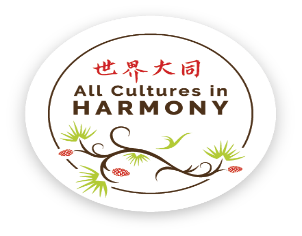 世界大同
All Cultures in
HARMONY